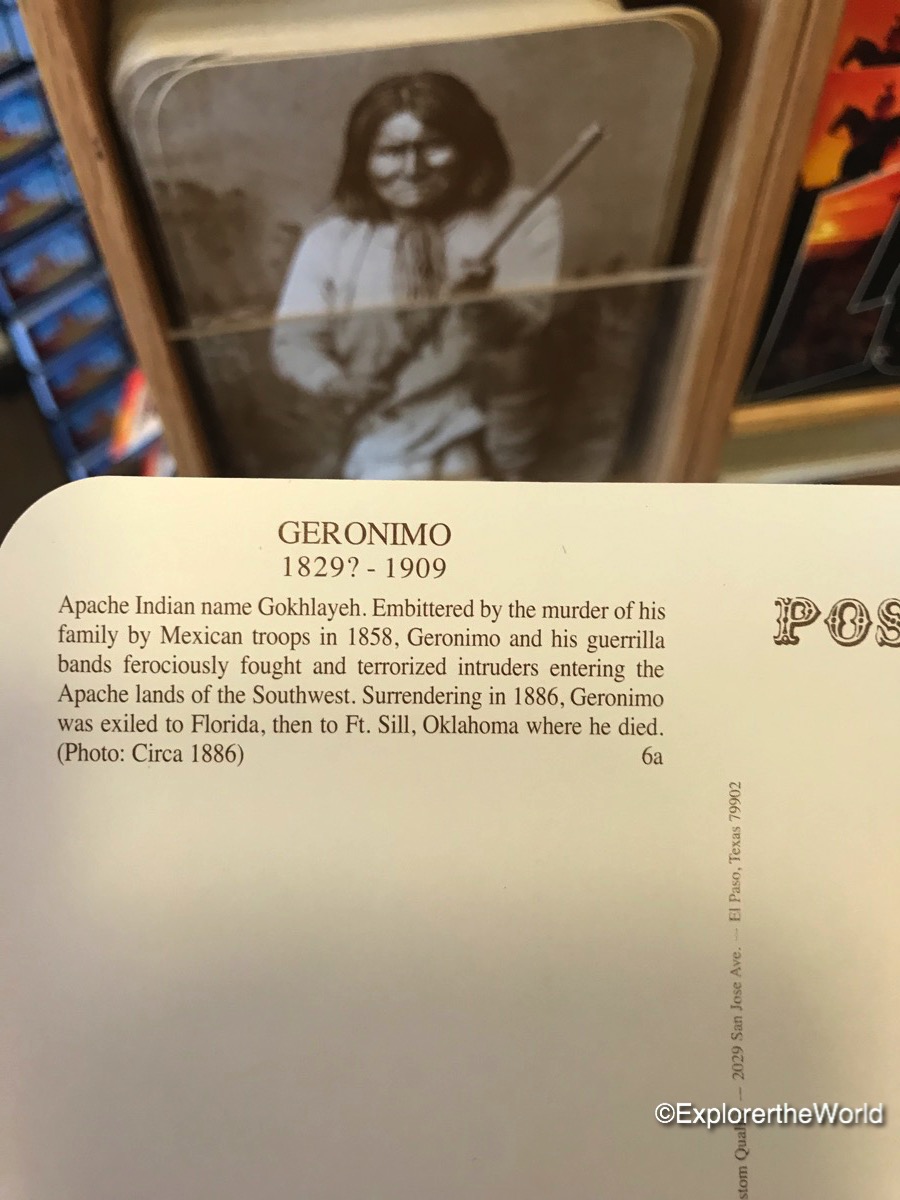 GERONIMO
1829? - 1909
Apache Indian name Gokhlayeh. Embittered by the murder of his
family by Mexican troops in 1858, Geronimo and his guerrilla
bands ferociously fought and terrorized intruders entering the
Apache lands of the Southwest. Surrendering in 1886, Geronimo
was exiled to Florida, then to Ft. Sill, Oklahoma where he died.
(Photo: Circa 1886) 6a
POS
stom Qual — 2029 San Jose Ave. — El Paso, Texas 79902
©ExplorertheWorld